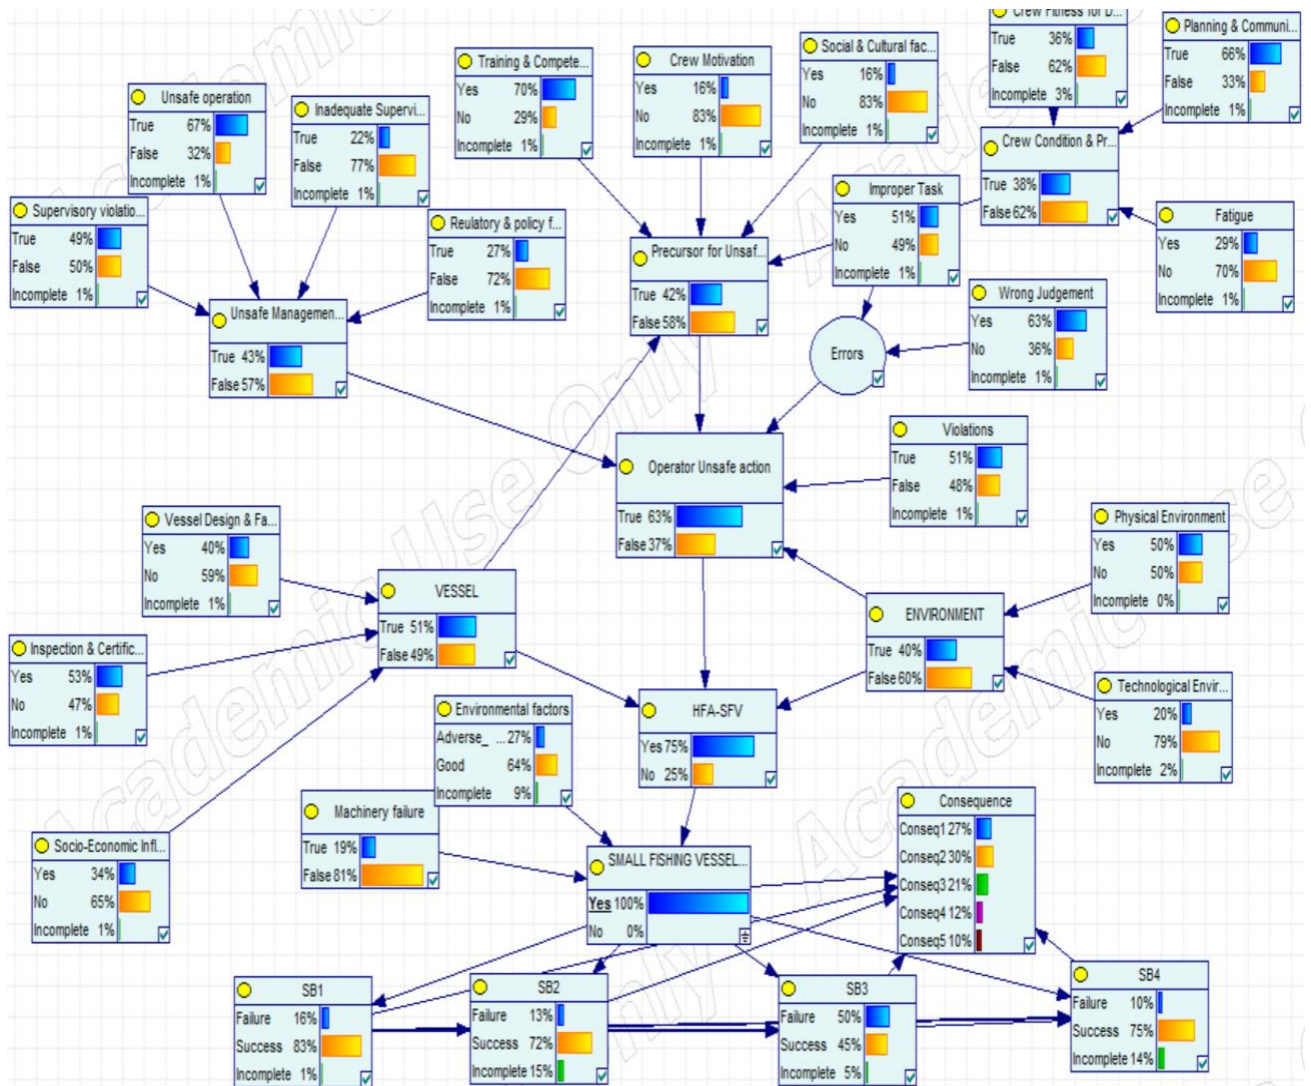 Crew Fitness for D...
True 36%
False 62%
Incomplete 3%
Planning & Communi...
True 66%
False 33%
Incomplete 1%
Training & Compete...
Yes 70%
No 29%
Incomplete 1%
Crew Motivation
Yes 16%
No 83%
Incomplete 1%
Social & Cultural fac...
Yes 16%
No 83%
Incomplete 1%
Unsafe operation
True 67%
False 32%
Incomplete 1%
Inadequate Supervi...
True 22%
False 77%
Incomplete 1%
Crew Condition & Pr...
True 38%
False 62%
Supervisory violatio...
True 49%
False 50%
Incomplete 1%
Reulatory & policy f...
True 27%
False 72%
Incomplete 1%
Improper Task
Yes 51%
No 49%
Incomplete 1%
Fatigue
Yes 29%
No 70%
Incomplete 1%
Precursor for Unsaf...
True 42%
False 58%
Unsafe Managemen...
True 43%
False 57%
Wrong Judgement
Yes 63%
No 36%
Incomplete 1%
Errors
Operator Unsafe action
True 63%
False 37%
Violations
True 51%
False 48%
Incomplete 1%
Vessel Design & Fa...
Yes 40%
No 59%
Incomplete 1%
Physical Environment
Yes 50%
No 50%
Incomplete 0%
VESSEL
True 51%
False 49%
ENVIRONMENT
True 40%
False 60%
Inspection & Certific...
Yes 53%
No 47%
Incomplete 1%
Technological Envir...
Yes 20%
No 79%
Incomplete 2%
Environmental factors
Adverse_ ... 27%
Good 64%
Incomplete 9%
HFA-SFV
Yes 75%
No 25%
Machinery failure
True 19%
False 81%
Consequence
Conseq1 27%
Conseq2 30%
Conseq3 21%
Conseq4 12%
Conseq5 10%
Socio-Economic Infl...
Yes 34%
No 65%
Incomplete 1%
SMALL FISHING VESSEL...
Yes 100%
No 0%
SB1
Failure 16%
Success 83%
Incomplete 1%
SB2
Failure 13%
Success 72%
Incomplete 15%
SB3
Failure 50%
Success 45%
Incomplete 5%
SB4
Failure 10%
Success 75%
Incomplete 14%
Academic Use Only